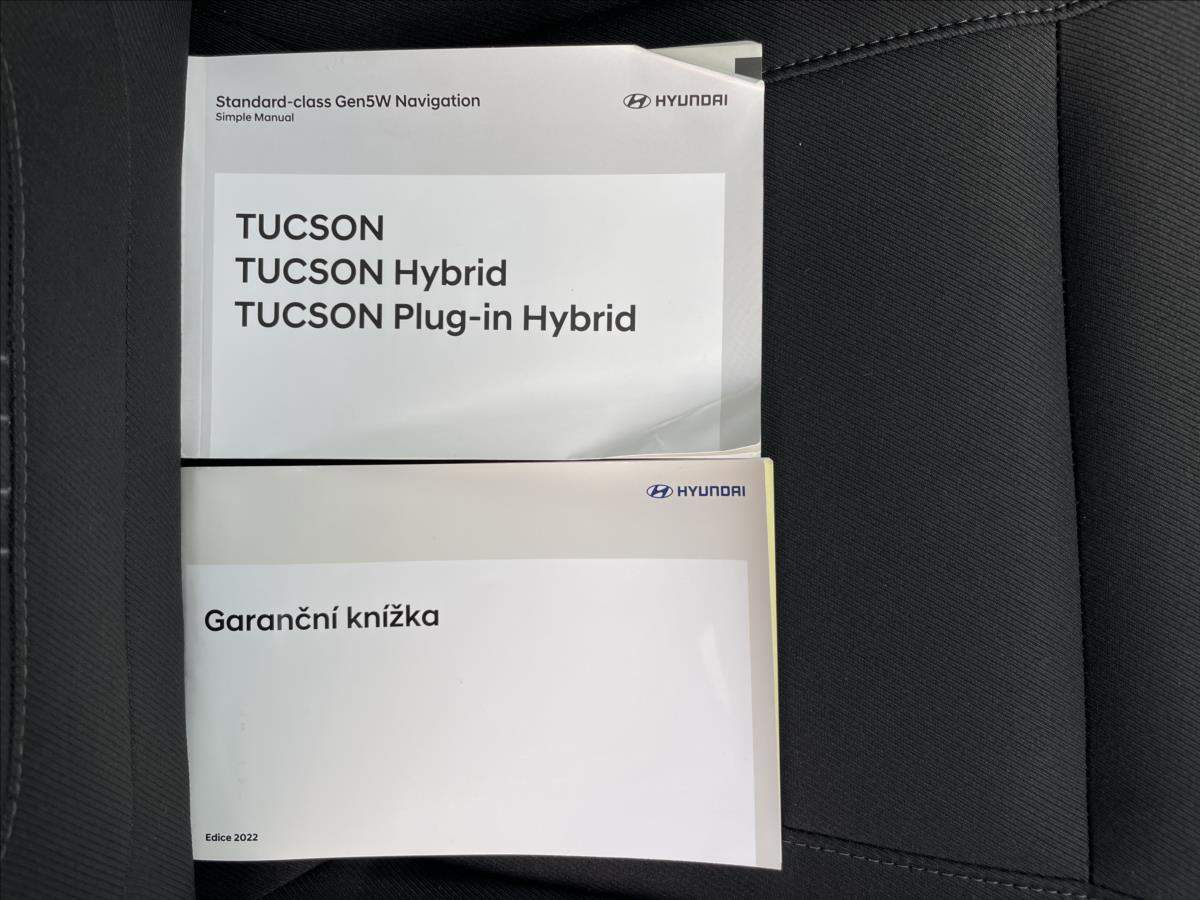 Standard-class Gen5W Navigation
Simple Manual
HYUNDAI
TUCSON
TUCSON Hybrid
TUCSON Plug-in Hybrid
HYUNDAI
Garanční knížka
Edice 2022